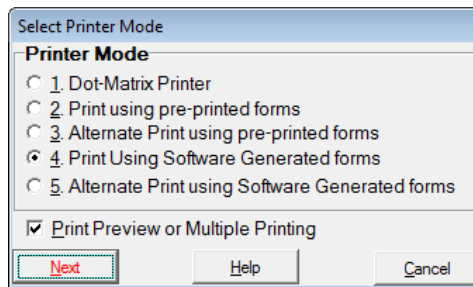 Select Printer Mode
Printer Mode
1. Dot-Matrix Printer
2. Print using pre-printed forms
3. Alternate Print using pre-printed forms
4. Print Using Software Generated forms
5. Alternate Print using Software Generated forms
Print Preview or Multiple Printing
Next Help Cancel